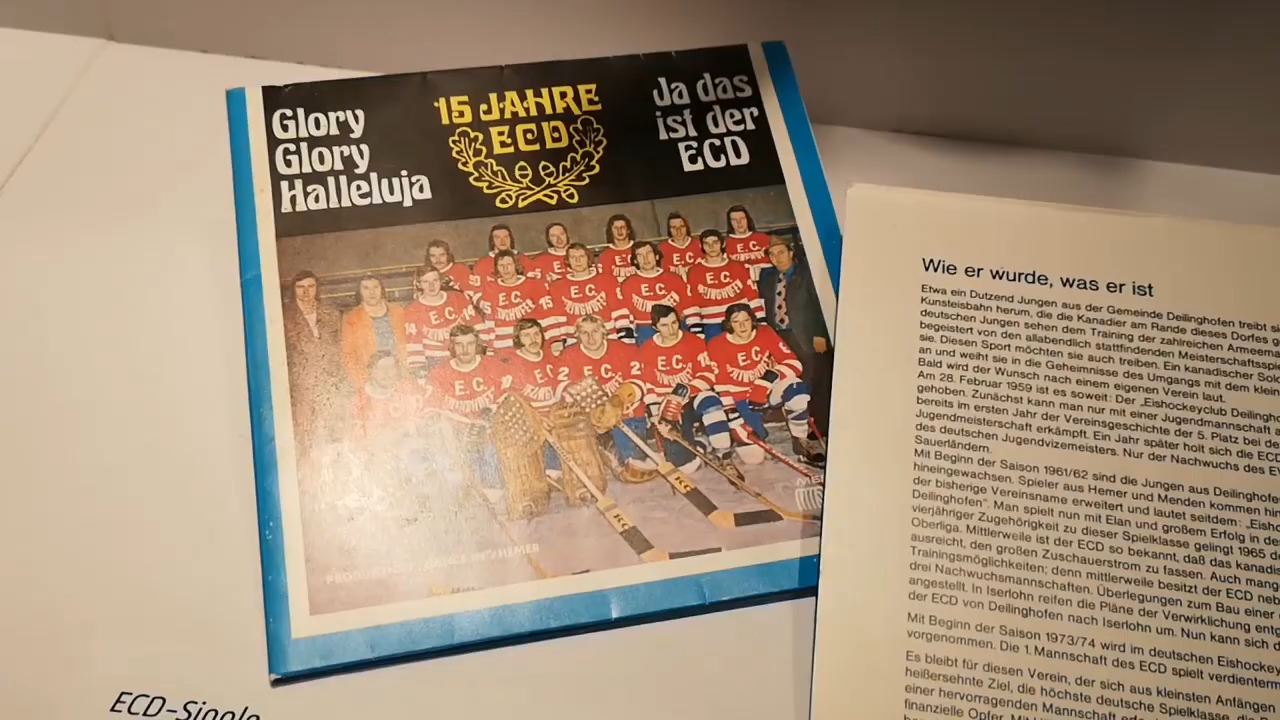 Glory
Glory
Halleluja
15 JAHRE
ECD
Ja das
ist der
ECD
E.C.
E.C.
E.C.
E.C.
E.C.
E.C.
E.C.
E.C.
E.C.
E.C.
HEMER
ECD-Single
Wie er wurde, was er ist
Etwa ein Dutzend Jungen aus der Gemeinde Deilinghofen treibt
Kunsteisbahn herum, die die Kanadier am Rande dieses Dorfes
deutschen Jungen sehen dem Training der zahlreichen
begeistert von den allabendlich stattfindenden
sie. Diesen Sport möchten sie auch treiben. Ein kanadischer
an und weiht sie in die Geheimnisse des Umgangs mit dem
Bald wird der Wunsch nach einem eigenen Verein laut.
Am 28. Februar 1959 ist es soweit: Der „Eishockeyclub
gehoben. Zunächst kann man nur mit einer Jugendmannschaft
bereits im ersten Jahr der Vereinsgeschichte der 5. Platz bei
Jugendmeisterschaft erkämpft. Ein Jahr später holt sich die ECD
des deutschen Jugendvizemeisters. Nur der Nachwuchs des
Sauerländern.
Mit Beginn der Saison 1961/62 sind die Jungen aus
hineingewachsen. Spieler aus Hemer und Menden kommen
der bisherige Vereinsname erweitert und lautet seitdem:
Deilinghofen“. Man spielt nun mit Elan und großem Erfolg in
vierjähriger Zugehörigkeit zu dieser Spielklasse gelingt 1965
Oberliga. Mittlerweile ist der ECD so bekannt, daß das
ausreicht, den großen Zuschauerstrom zu fassen. Auch
Trainingsmöglichkeiten; denn mittlerweile besitzt der ECD
drei Nachwuchsmannschaften. Überlegungen zum Bau einer
angestellt. In Iserlohn reifen die Pläne der Verwirklichung
der ECD von Deilinghofen nach Iserlohn um. Nun kann sich
Mit Beginn der Saison 1973/74 wird im deutschen
vorgenommen. Die 1. Mannschaft des ECD spielt
Es bleibt für diesen Verein, der sich aus kleinsten Anfängen
heißersehnte Ziel, die höchste deutsche Spielklasse,
einer hervorragenden Mannschaft
finanzielle Opfer.